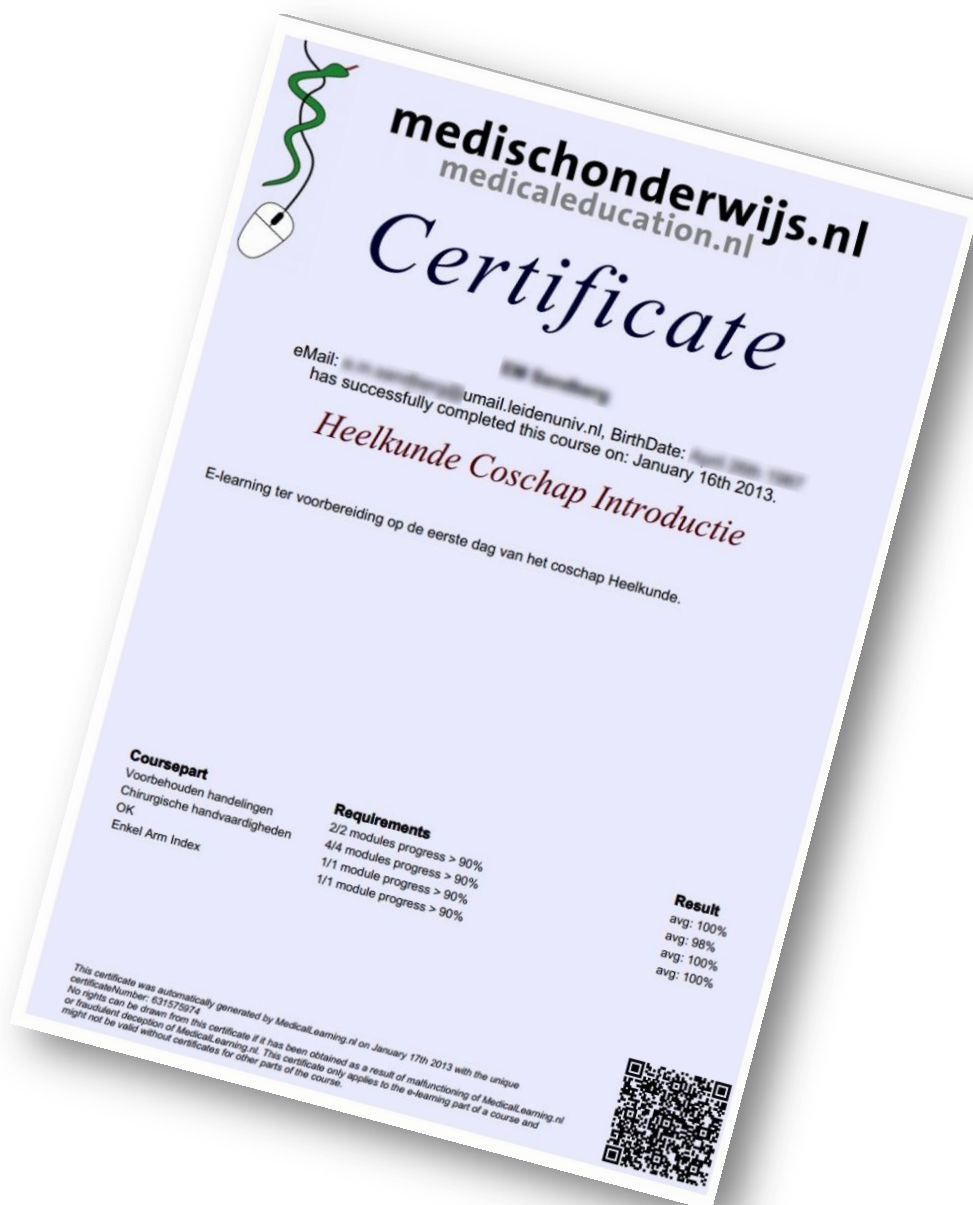 medischonderwijs.nl
medicaleducation.nl
Certificate
eMail: umail.leidenuniv.nl, BirthDate:
has successfully completed this course on: January 16th 2013.
Heelkunde Coschap Introductie
E-learning ter voorbereiding op de eerste dag van het coschap Heelkunde.
Coursepart
Voorbehouden handelingen
Chirurgische handvaardigheden
OK
Enkel Arm Index
Requirements
2/2 modules progress > 90%
4/4 modules progress > 90%
1/1 module progress > 90%
1/1 module progress > 90%
Result
avg: 100%
avg: 98%
avg: 100%
avg: 100%
This certificate was automatically generated by MedicalLearning.nl on January 17th 2013 with the unique
certificateNumber: 631575974
No rights can be drawn from this certificate if it has been obtained as a result of malfunctioning of MedicalLearning.nl
or fraudulent deception of MedicalLearning.nl. This certificate only applies to the e-learning part of a course and
might not be valid without certificates for other parts of the course.